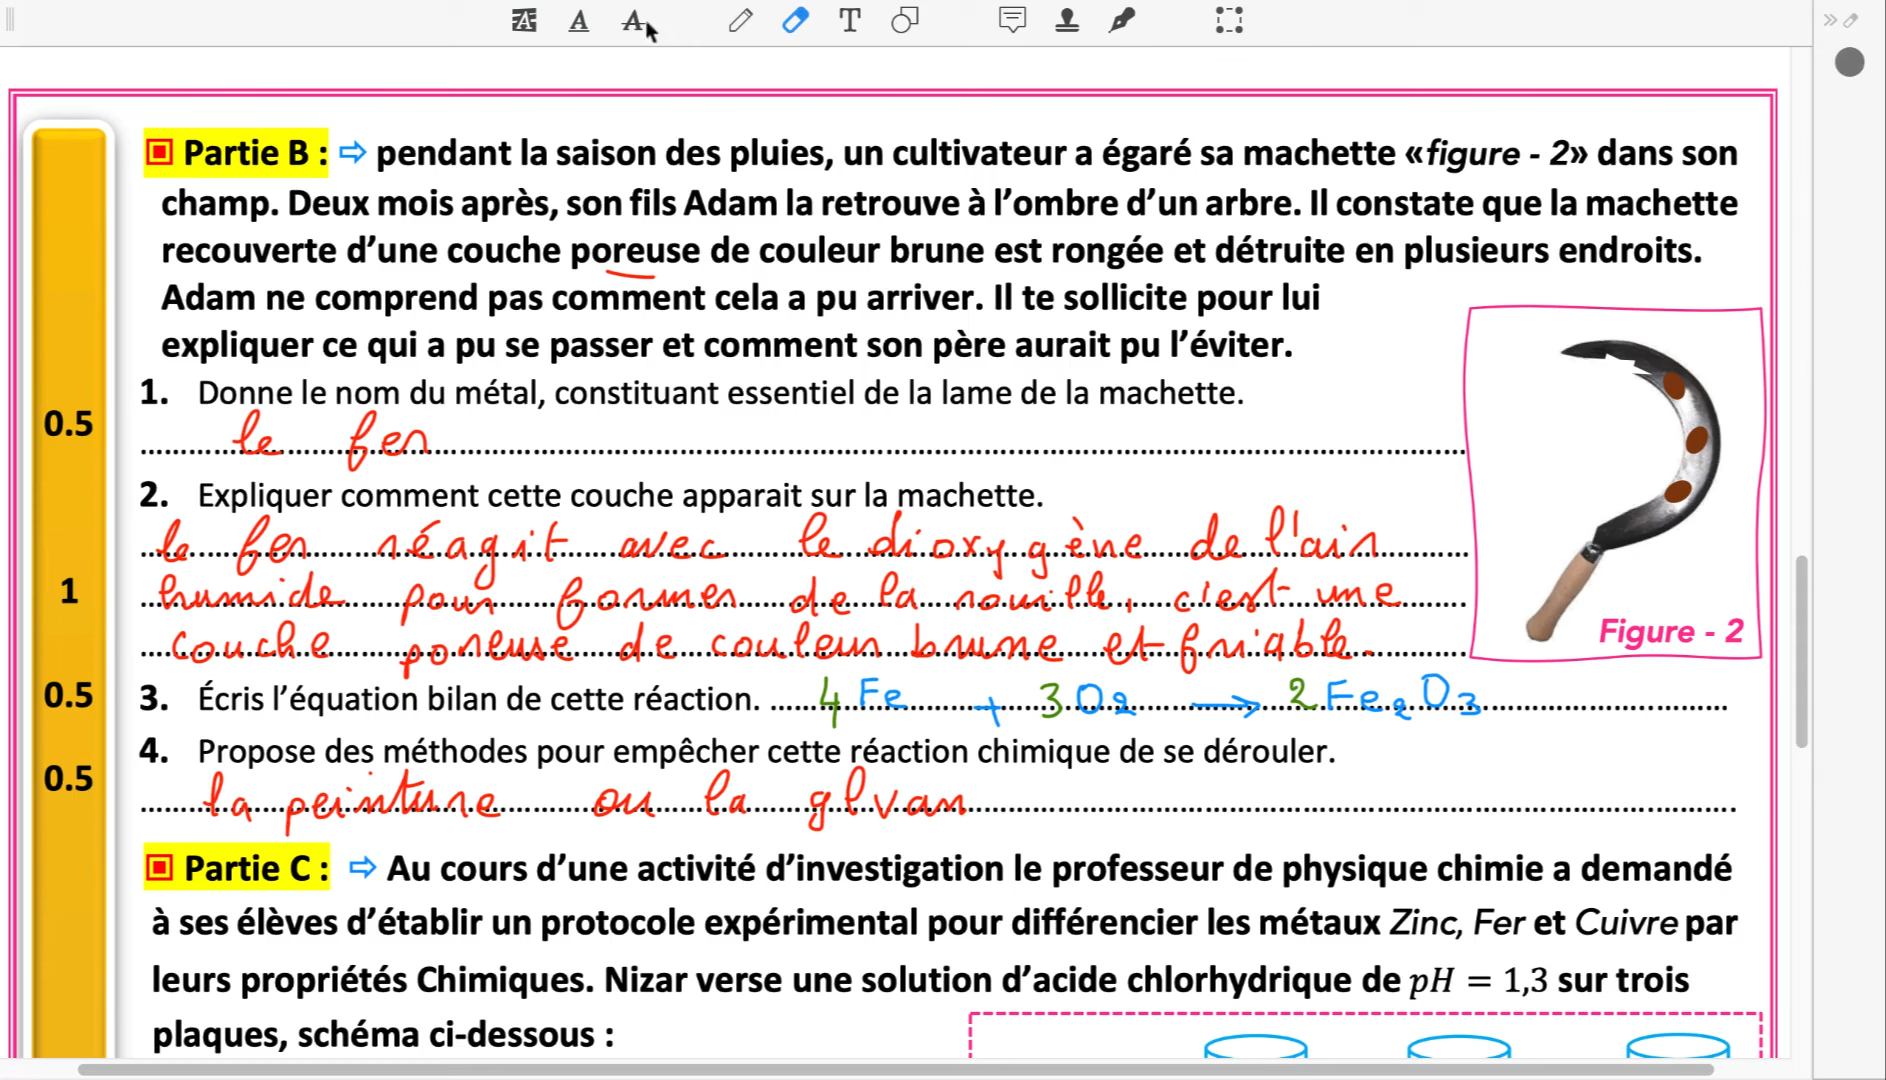 Partie B : ⇨ pendant la saison des pluies, un cultivateur a égaré sa machette «figure - 2» dans son
champ. Deux mois après, son fils Adam la retrouve à l’ombre d’un arbre. Il constate que la machette
recouverte d’une couche poreuse de couleur brune est rongée et détruite en plusieurs endroits.
Adam ne comprend pas comment cela a pu arriver. Il te sollicite pour lui
expliquer ce qui a pu se passer et comment son père aurait pu l’éviter.
1. Donne le nom du métal, constituant essentiel de la lame de la machette.
0.5
le fer
2. Expliquer comment cette couche apparait sur la machette.
le fer réagit avec le dioxygène de l'air
1
humide pour former de la rouille, c'est une
Figure - 2
couche poreuse de couleur brune et friable.
0.5
3. Écris l’équation bilan de cette réaction. 4 Fe + 3 O2 → 2 Fe2O3
4. Propose des méthodes pour empêcher cette réaction chimique de se dérouler.
0.5
la peinture ou la glvan
Partie C : ⇨ Au cours d’une activité d’investigation le professeur de physique chimie a demandé
à ses élèves d’établir un protocole expérimental pour différencier les métaux Zinc, Fer et Cuivre par
leurs propriétés Chimiques. Nizar verse une solution d’acide chlorhydrique de pH = 1,3 sur trois
plaques, schéma ci-dessous :